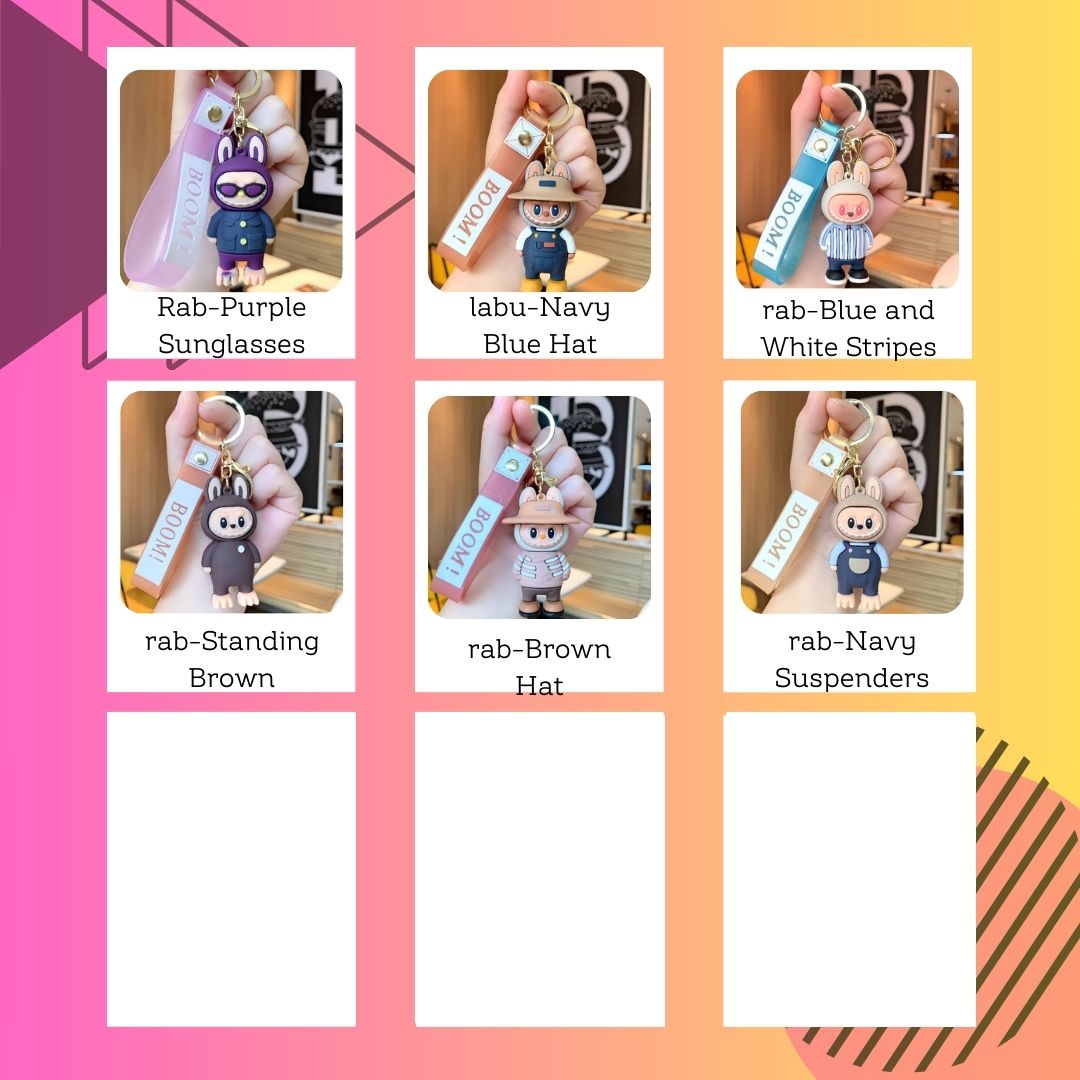 BOOM!
Rab-Purple
Sunglasses
BOOM!
labu-Navy
Blue Hat
BOOM!
rab-Blue and
White Stripes
BOOM!
rab-Standing
Brown
BOOM!
rab-Brown
Hat
BOOM!
rab-Navy
Suspenders